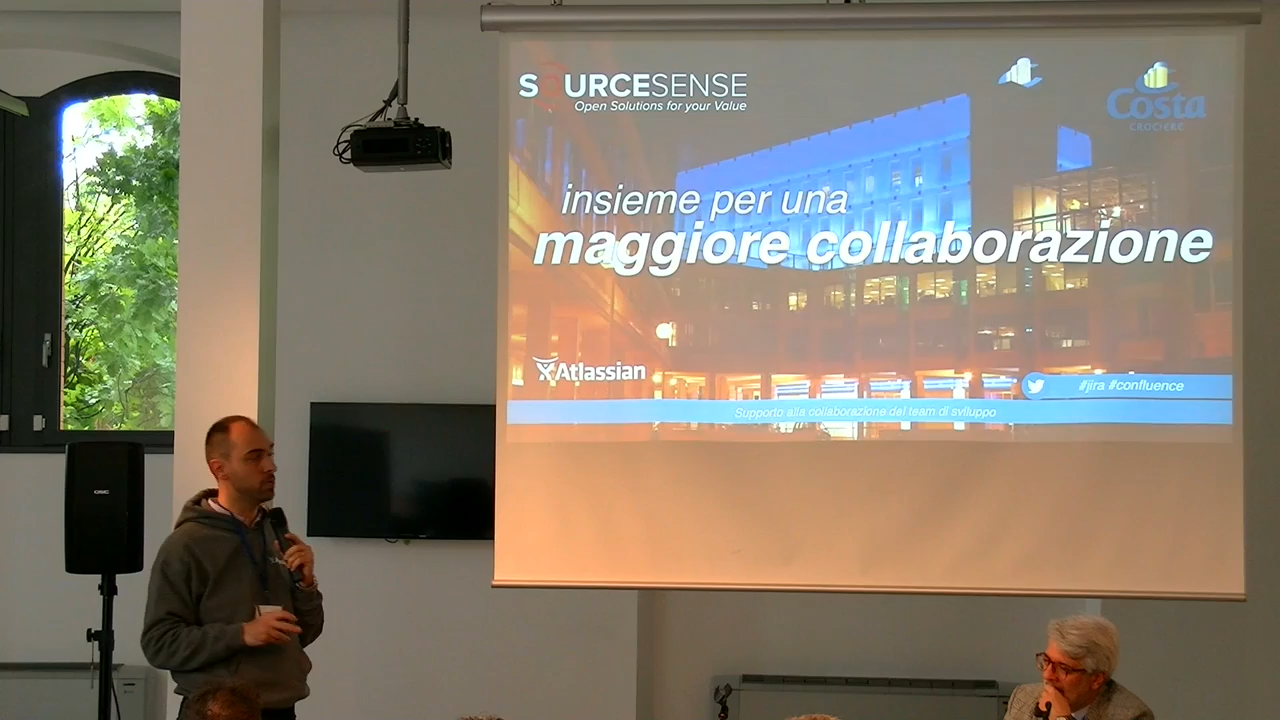 SOURCESENSE
Open Solutions for your Value
Costa
CROCIERE
insieme per una
maggiore collaborazione
Atlassian
#jira #confluence
Supporto alla collaborazione dei team di sviluppo